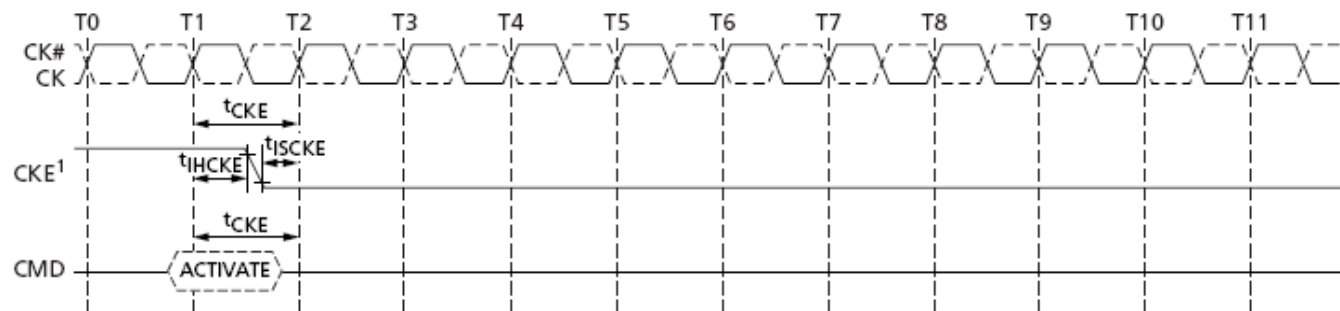 T0 T1 T2 T3 T4 T5 T6 T7 T8 T9 T10 T11
CK#
CK
tCKE
tISCKE
tIHCKE
CKE1
tCKE
CMD ACTIVATE